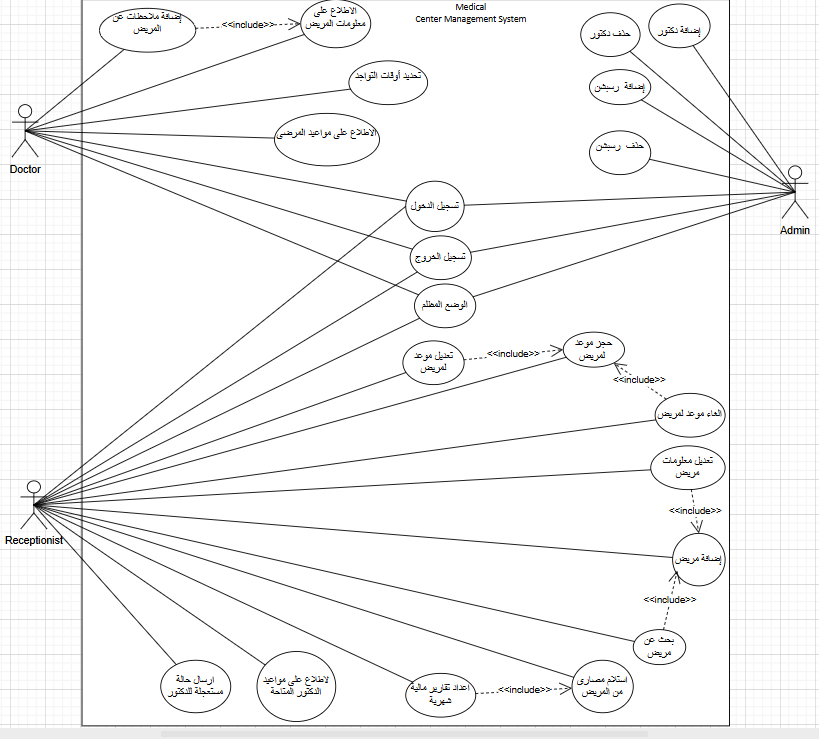 Medical
Center Management System
إضافة ملاحظات عن
المريض
<<include>>
الاطلاع على
معلومات المريض
حذف دكتور
إضافة دكتور
تحديد أوقات التواجد
إضافة رسبشن
الاطلاع على مواعيد المرضى
حذف رسبشن
Doctor
Admin
تسجيل الدخول
تسجيل الخروج
الوضع المظلم
حجز موعد
لمريض
تعديل موعد
لمريض
<<include>>
<<include>>
الغاء موعد لمريض
تعديل معلومات
مريض
<<include>>
Receptionist
إضافة مريض
<<include>>
بحث عن
مريض
ارسال حالة
مستعجلة للدكتور
لاطلاع على مواعيد
الدكتور المتاحة
اعداد تقارير مالية
شهرية
<<include>>
استلام مصارى
من المريض